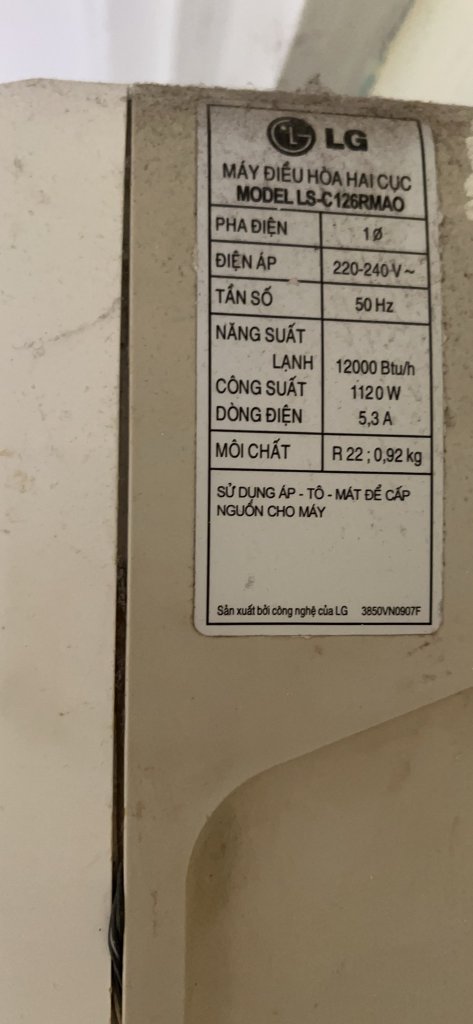 LG
MÁY ĐIỀU HÒA HAI CỤC
MODEL LS-C126RMAO
PHA ĐIỆN 1Ø
ĐIỆN ÁP 220-240 V ~
TẦN SỐ 50 Hz
NĂNG SUẤT
LẠNH 12000 Btu/h
CÔNG SUẤT 1120 W
DÒNG ĐIỆN 5,3 A
MÔI CHẤT R 22 ; 0,92 kg
SỬ DỤNG ÁP - TÔ - MÁT ĐỂ CẤP
NGUỒN CHO MÁY
Sản xuất bởi công nghệ của LG 3850VN0907F